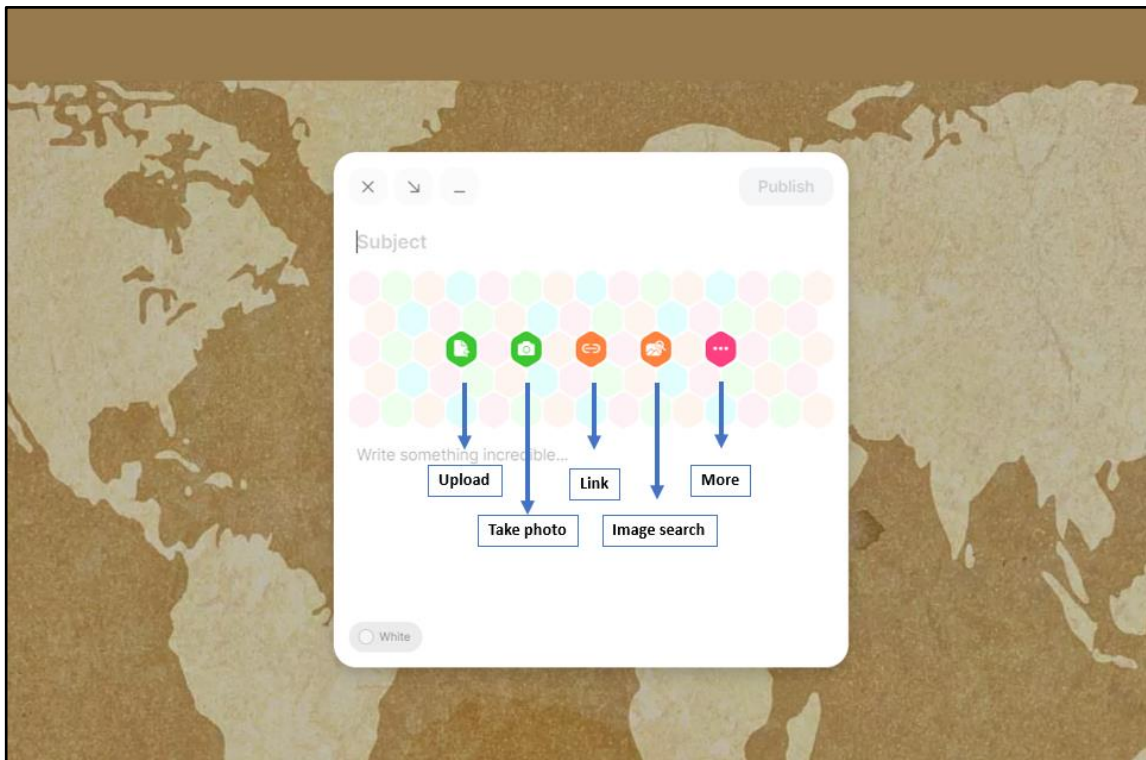 Publish
Subject
Write something incredible...
Upload
Link
More
Take photo
Image search
White